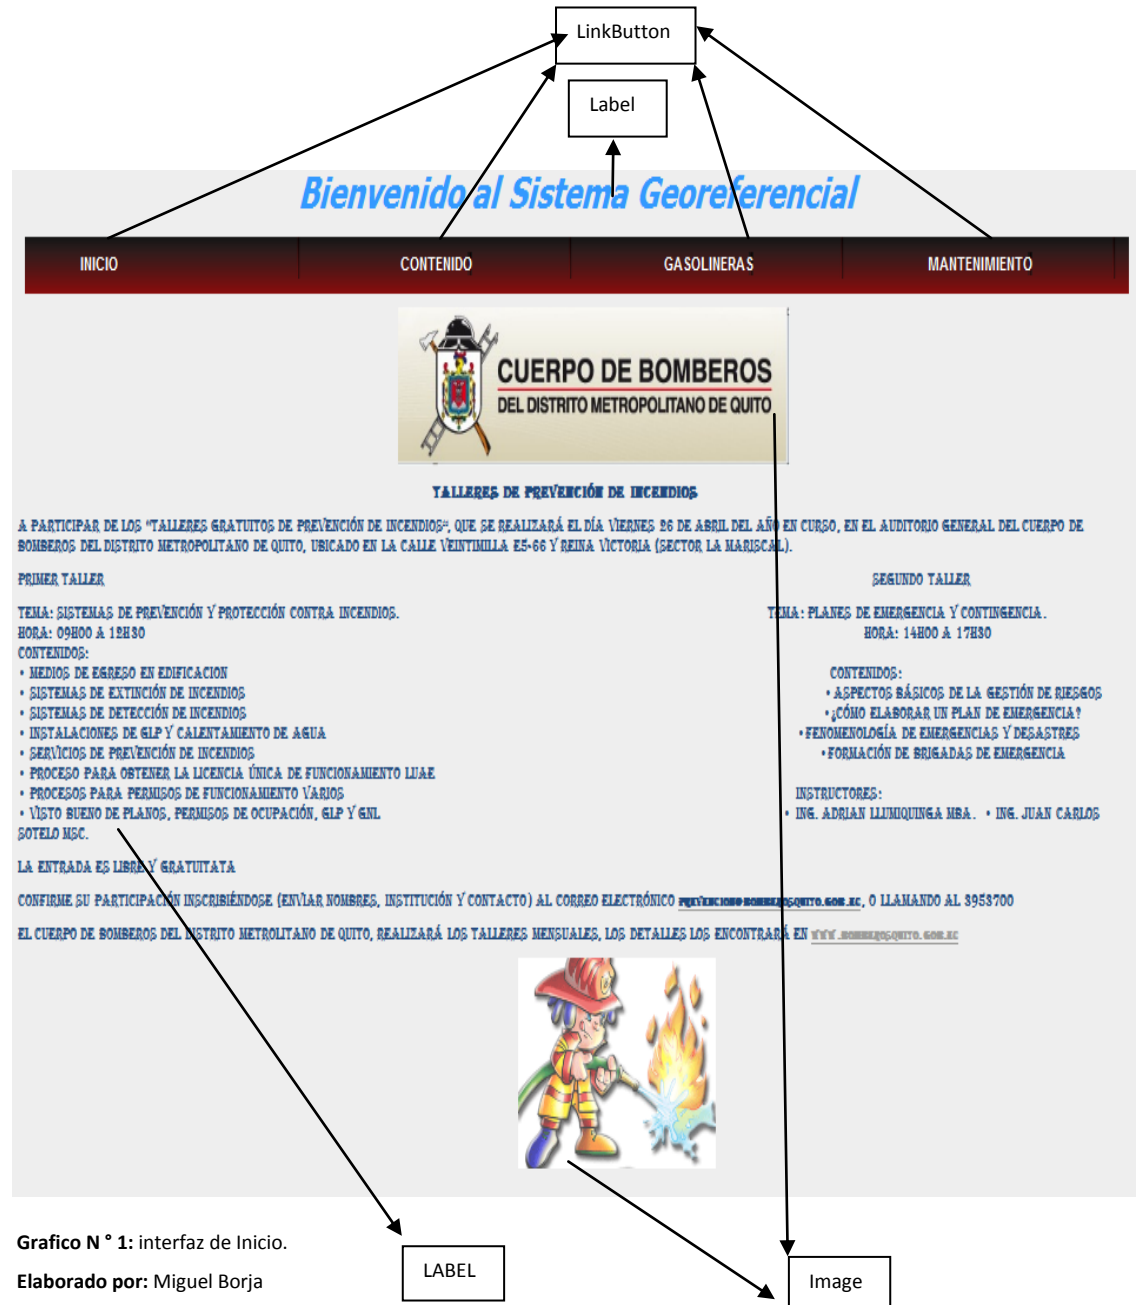 LinkButton
Label
Bienvenido al Sistema Georeferencial
INICIO CONTENIDO GASOLINERAS MANTENIMIENTO
CUERPO DE BOMBEROS
DEL DISTRITO METROPOLITANO DE QUITO
TALLERES DE PREVENCIÓN DE INCENDIOS
A PARTICIPAR DE LOS "TALLERES GRATUITOS DE PREVENCIÓN DE INCENDIOS", QUE SE REALIZARÁ EL DÍA VIERNES 26 DE ABRIL DEL AÑO EN CURSO, EN EL AUDITORIO GENERAL DEL CUERPO DE
BOMBEROS DEL DISTRITO METROPOLITANO DE QUITO, UBICADO EN LA CALLE VEINTIMILLA E5-66 Y REINA VICTORIA (SECTOR LA MARISCAL).
PRIMER TALLER SEGUNDO TALLER
TEMA: SISTEMAS DE PREVENCIÓN Y PROTECCIÓN CONTRA INCENDIOS. TEMA: PLANES DE EMERGENCIA Y CONTINGENCIA.
HORA: 09H00 A 12H30 HORA: 14H00 A 17H30
CONTENIDOS:
• MEDIOS DE EGRESO EN EDIFICACION CONTENIDOS:
• SISTEMAS DE EXTINCIÓN DE INCENDIOS • ASPECTOS BÁSICOS DE LA GESTIÓN DE RIESGOS
• SISTEMAS DE DETECCIÓN DE INCENDIOS • ¿CÓMO ELABORAR UN PLAN DE EMERGENCIA?
• INSTALACIONES DE GLP Y CALENTAMIENTO DE AGUA • FENOMENOLOGÍA DE EMERGENCIAS Y DESASTRES
• SERVICIOS DE PREVENCIÓN DE INCENDIOS • FORMACIÓN DE BRIGADAS DE EMERGENCIA
• PROCESO PARA OBTENER LA LICENCIA ÚNICA DE FUNCIONAMIENTO LUAE
• PROCESOS PARA PERMISOS DE FUNCIONAMIENTO VARIOS INSTRUCTORES:
• VISTO BUENO DE PLANOS, PERMISOS DE OCUPACIÓN, GLP Y GNL • ING. ADRIAN LLUMIQUINGA MBA. • ING. JUAN CARLOS
SOTELO MSC.
LA ENTRADA ES LIBRE Y GRATUITATA
CONFIRME SU PARTICIPACIÓN INSCRIBIÉNDOSE (ENVIAR NOMBRES, INSTITUCIÓN Y CONTACTO) AL CORREO ELECTRÓNICO , O LLAMANDO AL 3953700
EL CUERPO DE BOMBEROS DEL DISTRITO METROLITANO DE QUITO, REALIZARÁ LOS TALLERES MENSUALES, LOS DETALLES LOS ENCONTRARÁ EN WWW.BOMBEROSQUITO.GOB.EC
Grafico N ° 1: interfaz de Inicio.
Elaborado por: Miguel Borja
LABEL
Image